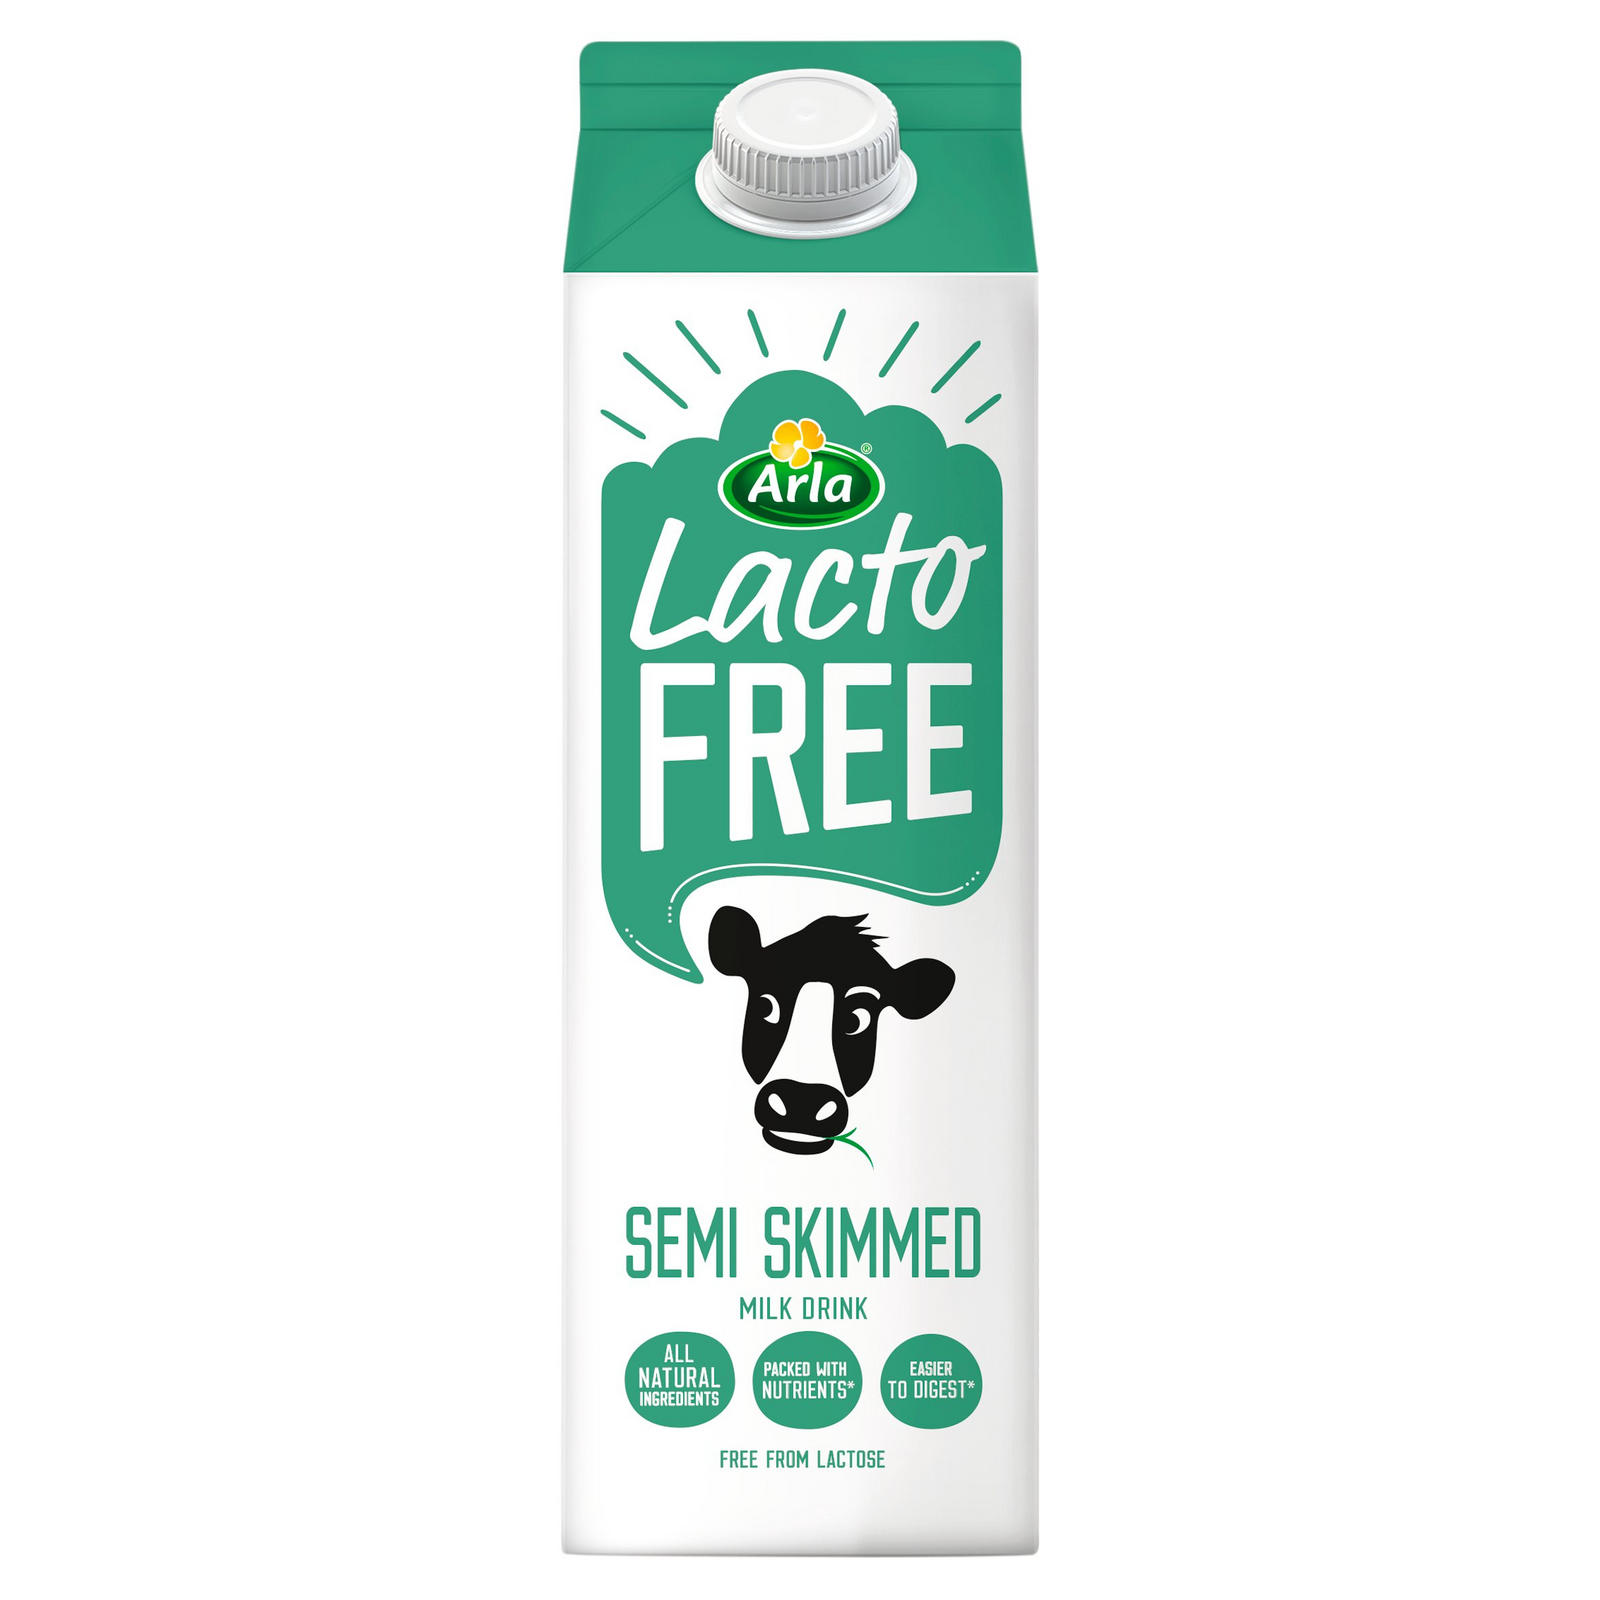 Arla®
Lacto
FREE
SEMI SKIMMED
MILK DRINK
ALL
NATURAL
INGREDIENTS
PACKED WITH
NUTRIENTS*
EASIER
TO DIGEST*
FREE FROM LACTOSE